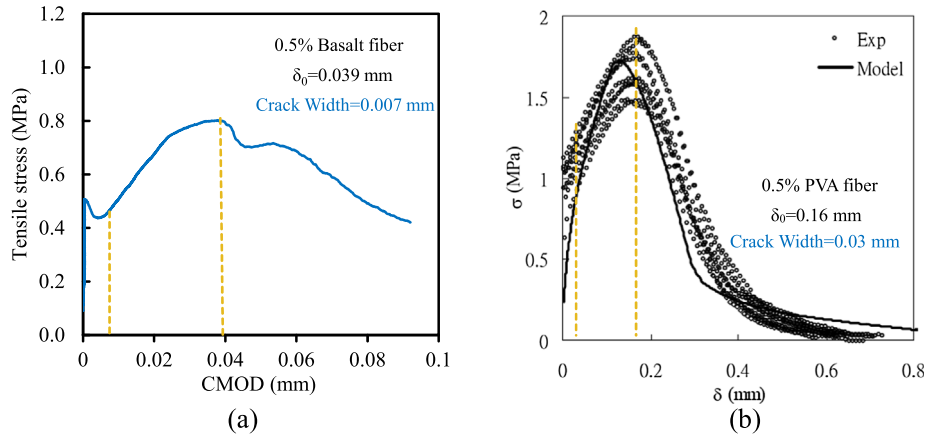 1.0
0.8
0.6
0.4
0.2
0.0
Tensile stress (MPa)
0.5% Basalt fiber
δ0=0.039 mm
Crack Width=0.007 mm
0
0.02
0.04
0.06
0.08
0.1
CMOD (mm)
(a)
2
1.5
1
0.5
0
σ (MPa)
Exp
Model
0.5% PVA fiber
δ0=0.16 mm
Crack Width=0.03 mm
0
0.2
0.4
0.6
0.8
δ (mm)
(b)